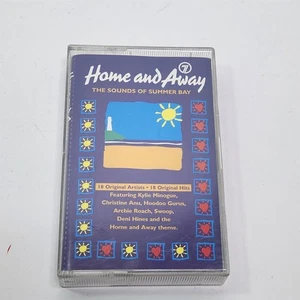 7
Home and Away
THE SOUNDS OF SUMMER BAY
18 Original Artists • 18 Original Hits
Featuring Kylie Minogue,
Christine Anu, Hoodoo Gurus,
Archie Roach, Swoop,
Deni Hines and the
Home and Away theme.